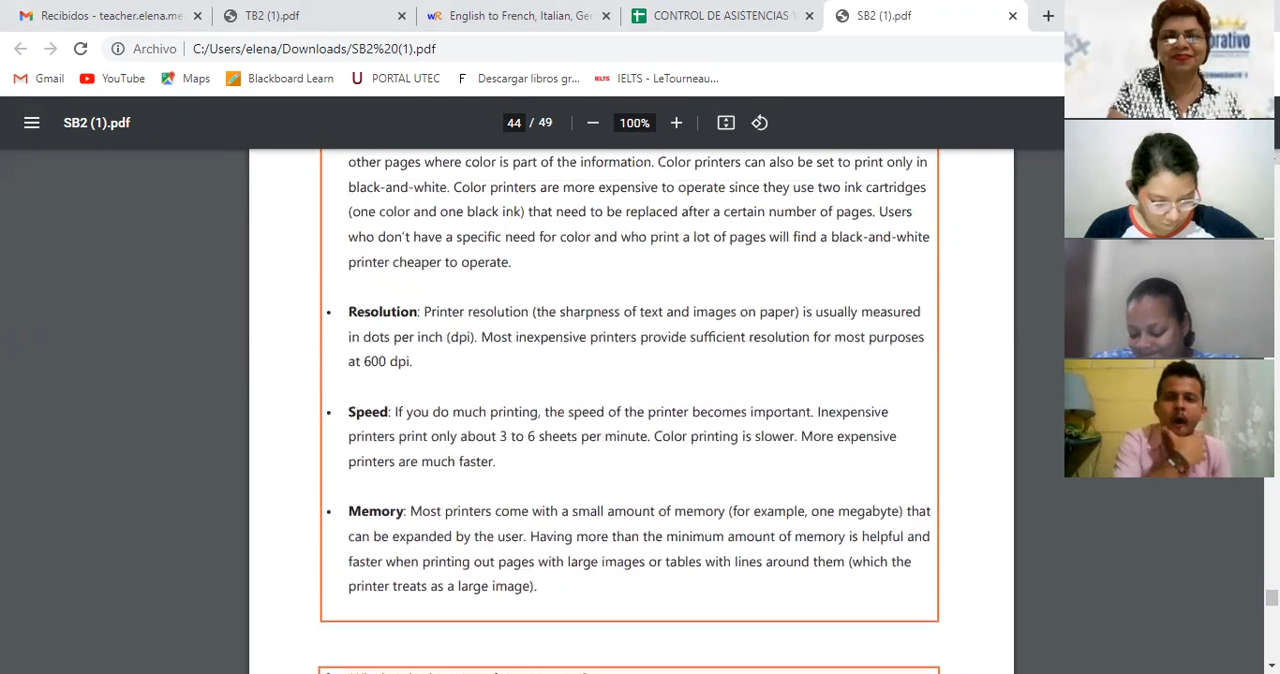 Recibidos - teacher.elena.me
TB2 (1).pdf
English to French, Italian, Ger
CONTROL DE ASISTENCIAS Y
SB2 (1).pdf
Archivo C:/Users/elena/Downloads/SB2%20(1).pdf
Gmail
YouTube
Maps
Blackboard Learn
PORTAL UTEC
Descargar libros gr...
IELTS - LeTourneau...
SB2 (1).pdf
44 / 49
100%
other pages where color is part of the information. Color printers can also be set to print only in
black-and-white. Color printers are more expensive to operate since they use two ink cartridges
(one color and one black ink) that need to be replaced after a certain number of pages. Users
who don't have a specific need for color and who print a lot of pages will find a black-and-white
printer cheaper to operate.
• Resolution: Printer resolution (the sharpness of text and images on paper) is usually measured
in dots per inch (dpi). Most inexpensive printers provide sufficient resolution for most purposes
at 600 dpi.
• Speed: If you do much printing, the speed of the printer becomes important. Inexpensive
printers print only about 3 to 6 sheets per minute. Color printing is slower. More expensive
printers are much faster.
• Memory: Most printers come with a small amount of memory (for example, one megabyte) that
can be expanded by the user. Having more than the minimum amount of memory is helpful and
faster when printing out pages with large images or tables with lines around them (which the
printer treats as a large image).